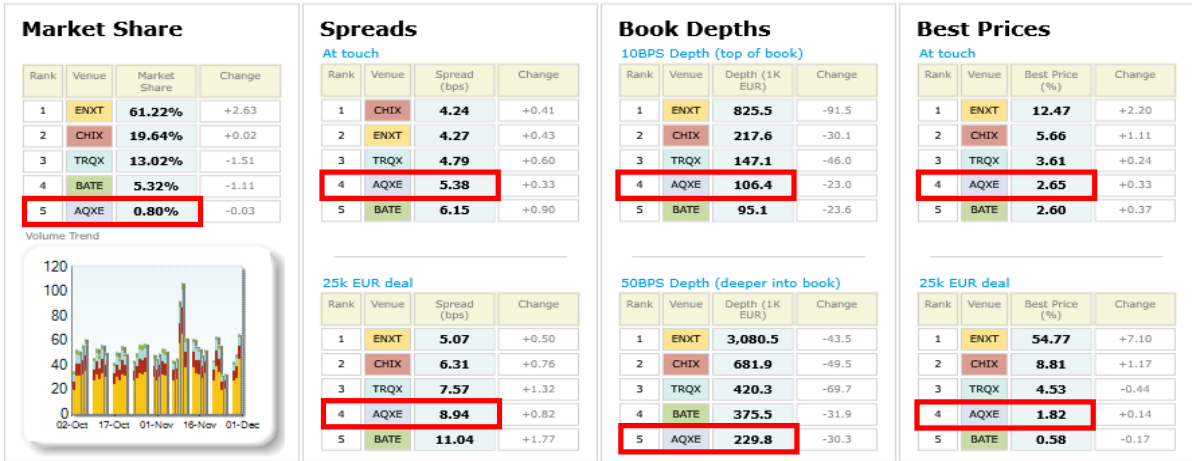 Market Share
Rank Venue Market Share Change
1 ENXT 61.22% +2.63
2 CHIX 19.64% +0.02
3 TRQX 13.02% -1.51
4 BATE 5.32% -1.11
5 AQXE 0.80% -0.03
Volume Trend
120
100
80
60
40
20
0
02-Oct 17-Oct 01-Nov 16-Nov 01-Dec
Spreads
At touch
Rank Venue Spread (bps) Change
1 CHIX 4.24 +0.41
2 ENXT 4.27 +0.43
3 TRQX 4.79 +0.60
4 AQXE 5.38 +0.33
5 BATE 6.15 +0.90
25k EUR deal
Rank Venue Spread (bps) Change
1 ENXT 5.07 +0.50
2 CHIX 6.31 +0.76
3 TRQX 7.57 +1.32
4 AQXE 8.94 +0.82
5 BATE 11.04 +1.77
Book Depths
10BPS Depth (top of book)
Rank Venue Depth (1K EUR) Change
1 ENXT 825.5 -91.5
2 CHIX 217.6 -30.1
3 TRQX 147.1 -46.0
4 AQXE 106.4 -23.0
5 BATE 95.1 -23.6
50BPS Depth (deeper into book)
Rank Venue Depth (1K EUR) Change
1 ENXT 3,080.5 -43.5
2 CHIX 681.9 -49.5
3 TRQX 420.3 -69.7
4 BATE 375.5 -31.9
5 AQXE 229.8 -30.3
Best Prices
At touch
Rank Venue Best Price (%) Change
1 ENXT 12.47 +2.20
2 CHIX 5.66 +1.11
3 TRQX 3.61 +0.24
4 AQXE 2.65 +0.33
5 BATE 2.60 +0.37
25k EUR deal
Rank Venue Best Price (%) Change
1 ENXT 54.77 +7.10
2 CHIX 8.81 +1.17
3 TRQX 4.53 -0.44
4 AQXE 1.82 +0.14
5 BATE 0.58 -0.17